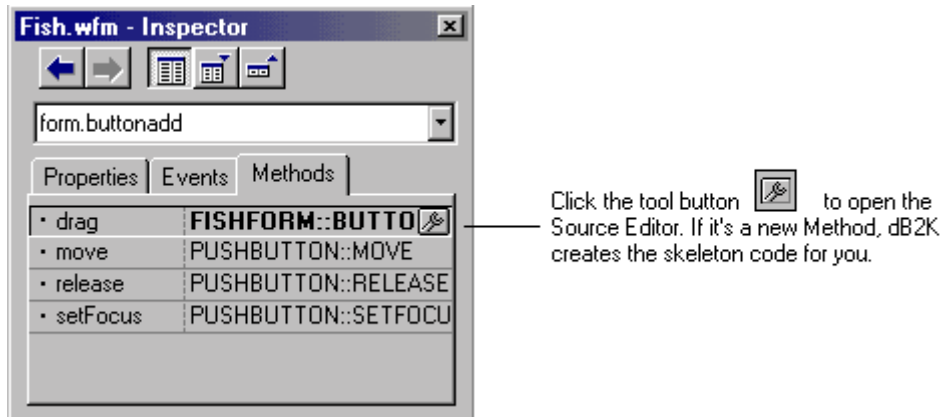 Fish.wfm - Inspector
form.buttonadd
Properties Events Methods
· drag FISHFORM::BUTTO
· move PUSHBUTTON::MOVE
· release PUSHBUTTON::RELEASE
· setFocus PUSHBUTTON::SETFOCU
Click the tool button to open the
Source Editor. If it's a new Method, dB2K
creates the skeleton code for you.